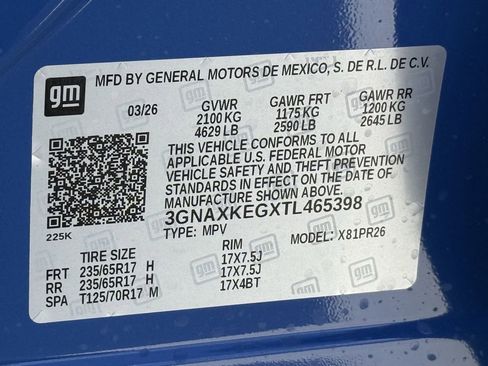 gm
MFD BY GENERAL MOTORS DE MEXICO, S. DE R.L. DE C.V.
03/26 GVWR GAWR FRT GAWR RR
2100 KG 1175 KG 1200 KG
4629 LB 2590 LB 2645 LB
THIS VEHICLE CONFORMS TO ALL
APPLICABLE U.S. FEDERAL MOTOR
VEHICLE SAFETY AND THEFT PREVENTION
STANDARDS IN EFFECT ON THE DATE OF
MANUFACTURE SHOWN ABOVE.
3GNAXKEGXTL465398
225K TYPE: MPV MODEL: X81PR26
TIRE SIZE RIM
FRT 235/65R17 H 17X7.5J
RR 235/65R17 H 17X7.5J
SPA T125/70R17 M 17X4BT